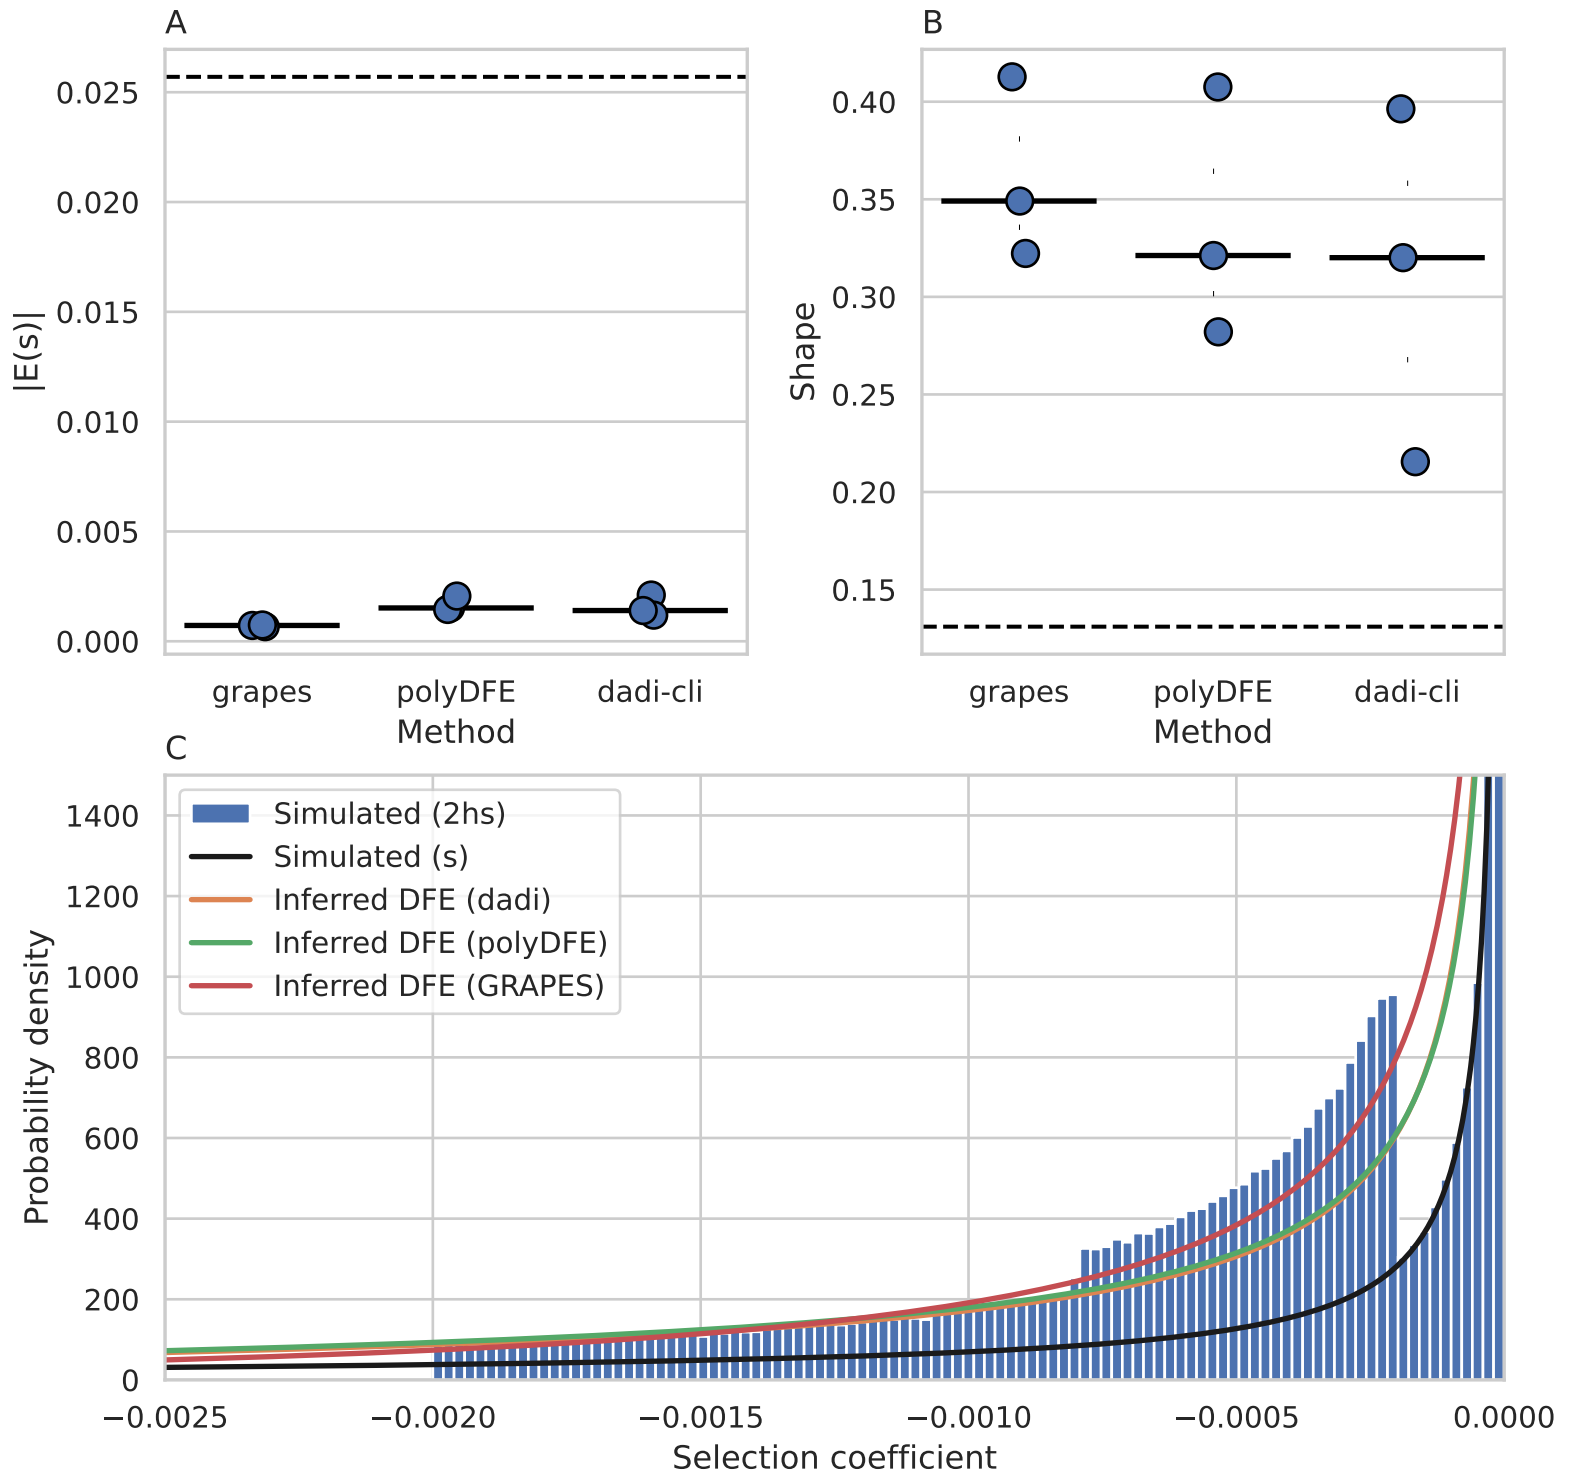 A
B
0.025
0.020
0.015
0.010
0.005
0.000
|E(s)|
grapes
polyDFE
dadi-cli
Method
0.40
0.35
0.30
0.25
0.20
0.15
Shape
grapes
polyDFE
dadi-cli
Method
C
1400
1200
1000
800
600
400
200
0
Probability density
Simulated (2hs)
Simulated (s)
Inferred DFE (dadi)
Inferred DFE (polyDFE)
Inferred DFE (GRAPES)
−0.0025
−0.0020
−0.0015
−0.0010
−0.0005
0.0000
Selection coefficient